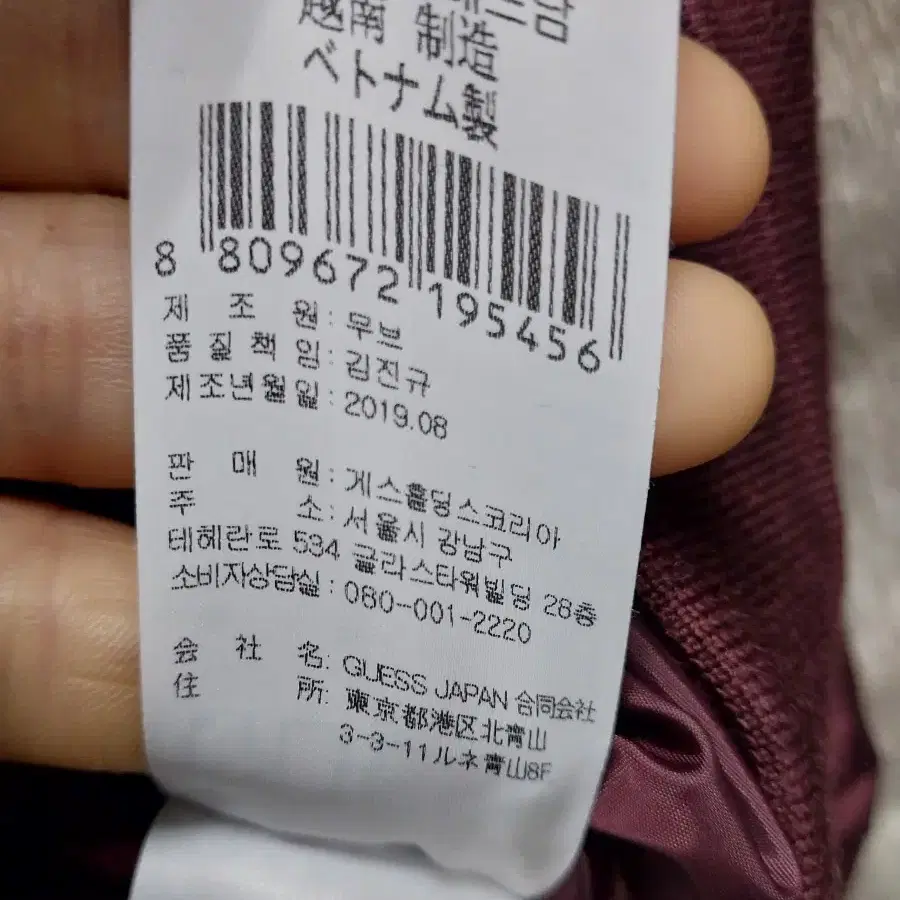 越南 制造
ベトナム製
8 809672 195456
제 조 원 : 무브
품 질 책 임 : 김진규
제조년월일 : 2019.08
판 매 원 : 게스홀딩스코리아
주 소 : 서울시 강남구
테헤란로 534 글라스타워빌딩 28층
소비자상담실 : 080-001-2220
会 社 名: GUESS JAPAN 合同会社
住 所: 東京都港区北青山
3-3-11ルネ青山8F